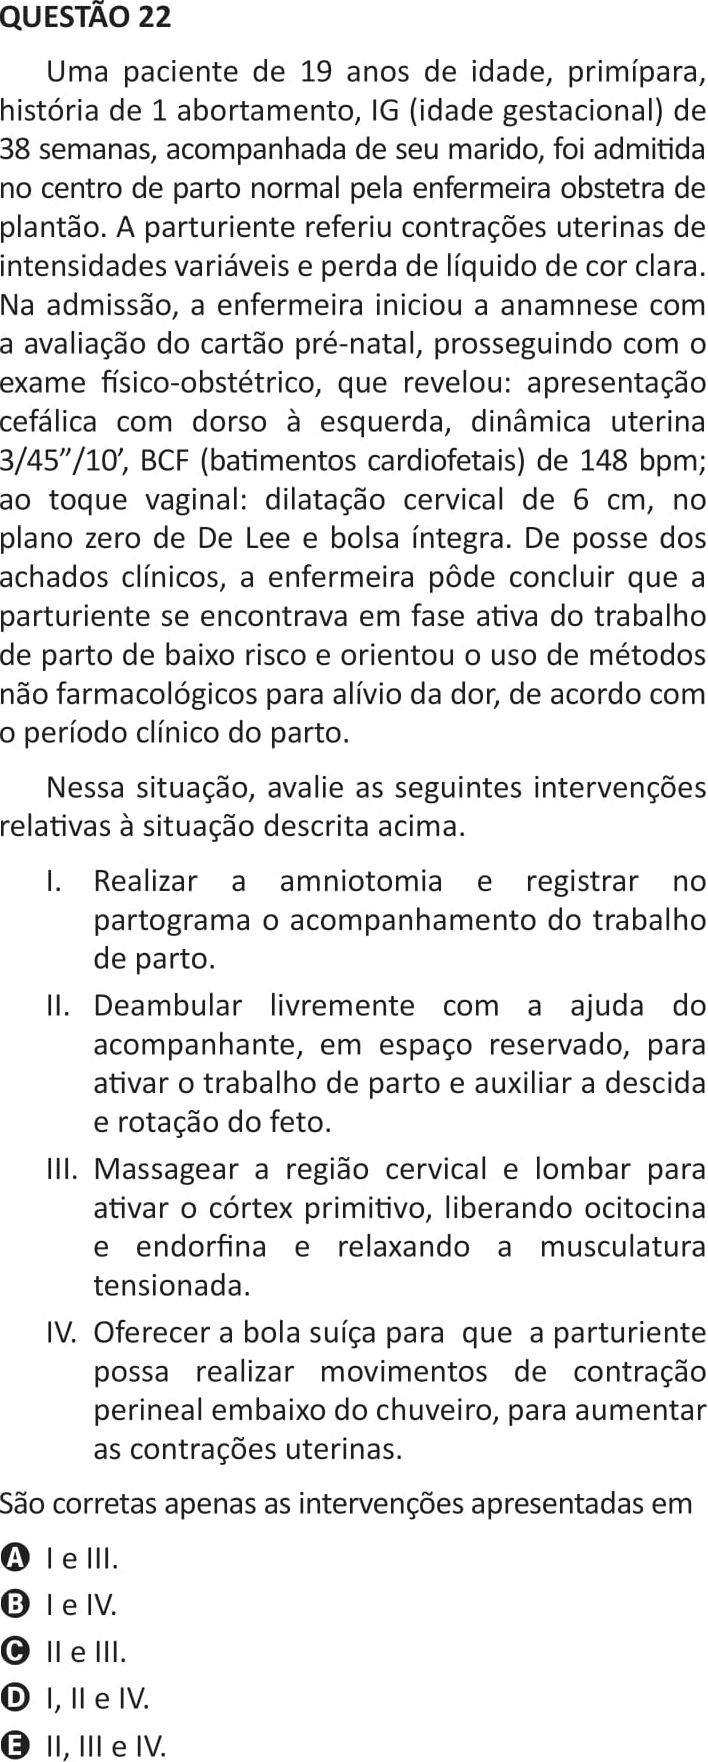 QUESTÃO 22
Uma paciente de 19 anos de idade, primípara,
história de 1 abortamento, IG (idade gestacional) de
38 semanas, acompanhada de seu marido, foi admitida
no centro de parto normal pela enfermeira obstetra de
plantão. A parturiente referiu contrações uterinas de
intensidades variáveis e perda de líquido de cor clara.
Na admissão, a enfermeira iniciou a anamnese com
a avaliação do cartão pré-natal, prosseguindo com o
exame físico-obstétrico, que revelou: apresentação
cefálica com dorso à esquerda, dinâmica uterina
3/45”/10’, BCF (batimentos cardiofetais) de 148 bpm;
ao toque vaginal: dilatação cervical de 6 cm, no
plano zero de De Lee e bolsa íntegra. De posse dos
achados clínicos, a enfermeira pôde concluir que a
parturiente se encontrava em fase ativa do trabalho
de parto de baixo risco e orientou o uso de métodos
não farmacológicos para alívio da dor, de acordo com
o período clínico do parto.
Nessa situação, avalie as seguintes intervenções
relativas à situação descrita acima.
I. Realizar a amniotomia e registrar no
partograma o acompanhamento do trabalho
de parto.
II. Deambular livremente com a ajuda do
acompanhante, em espaço reservado, para
ativar o trabalho de parto e auxiliar a descida
e rotação do feto.
III. Massagear a região cervical e lombar para
ativar o córtex primitivo, liberando ocitocina
e endorfina e relaxando a musculatura
tensionada.
IV. Oferecer a bola suíça para que a parturiente
possa realizar movimentos de contração
perineal embaixo do chuveiro, para aumentar
as contrações uterinas.
São corretas apenas as intervenções apresentadas em
A I e III.
B I e IV.
C II e III.
D I, II e IV.
E II, III e IV.